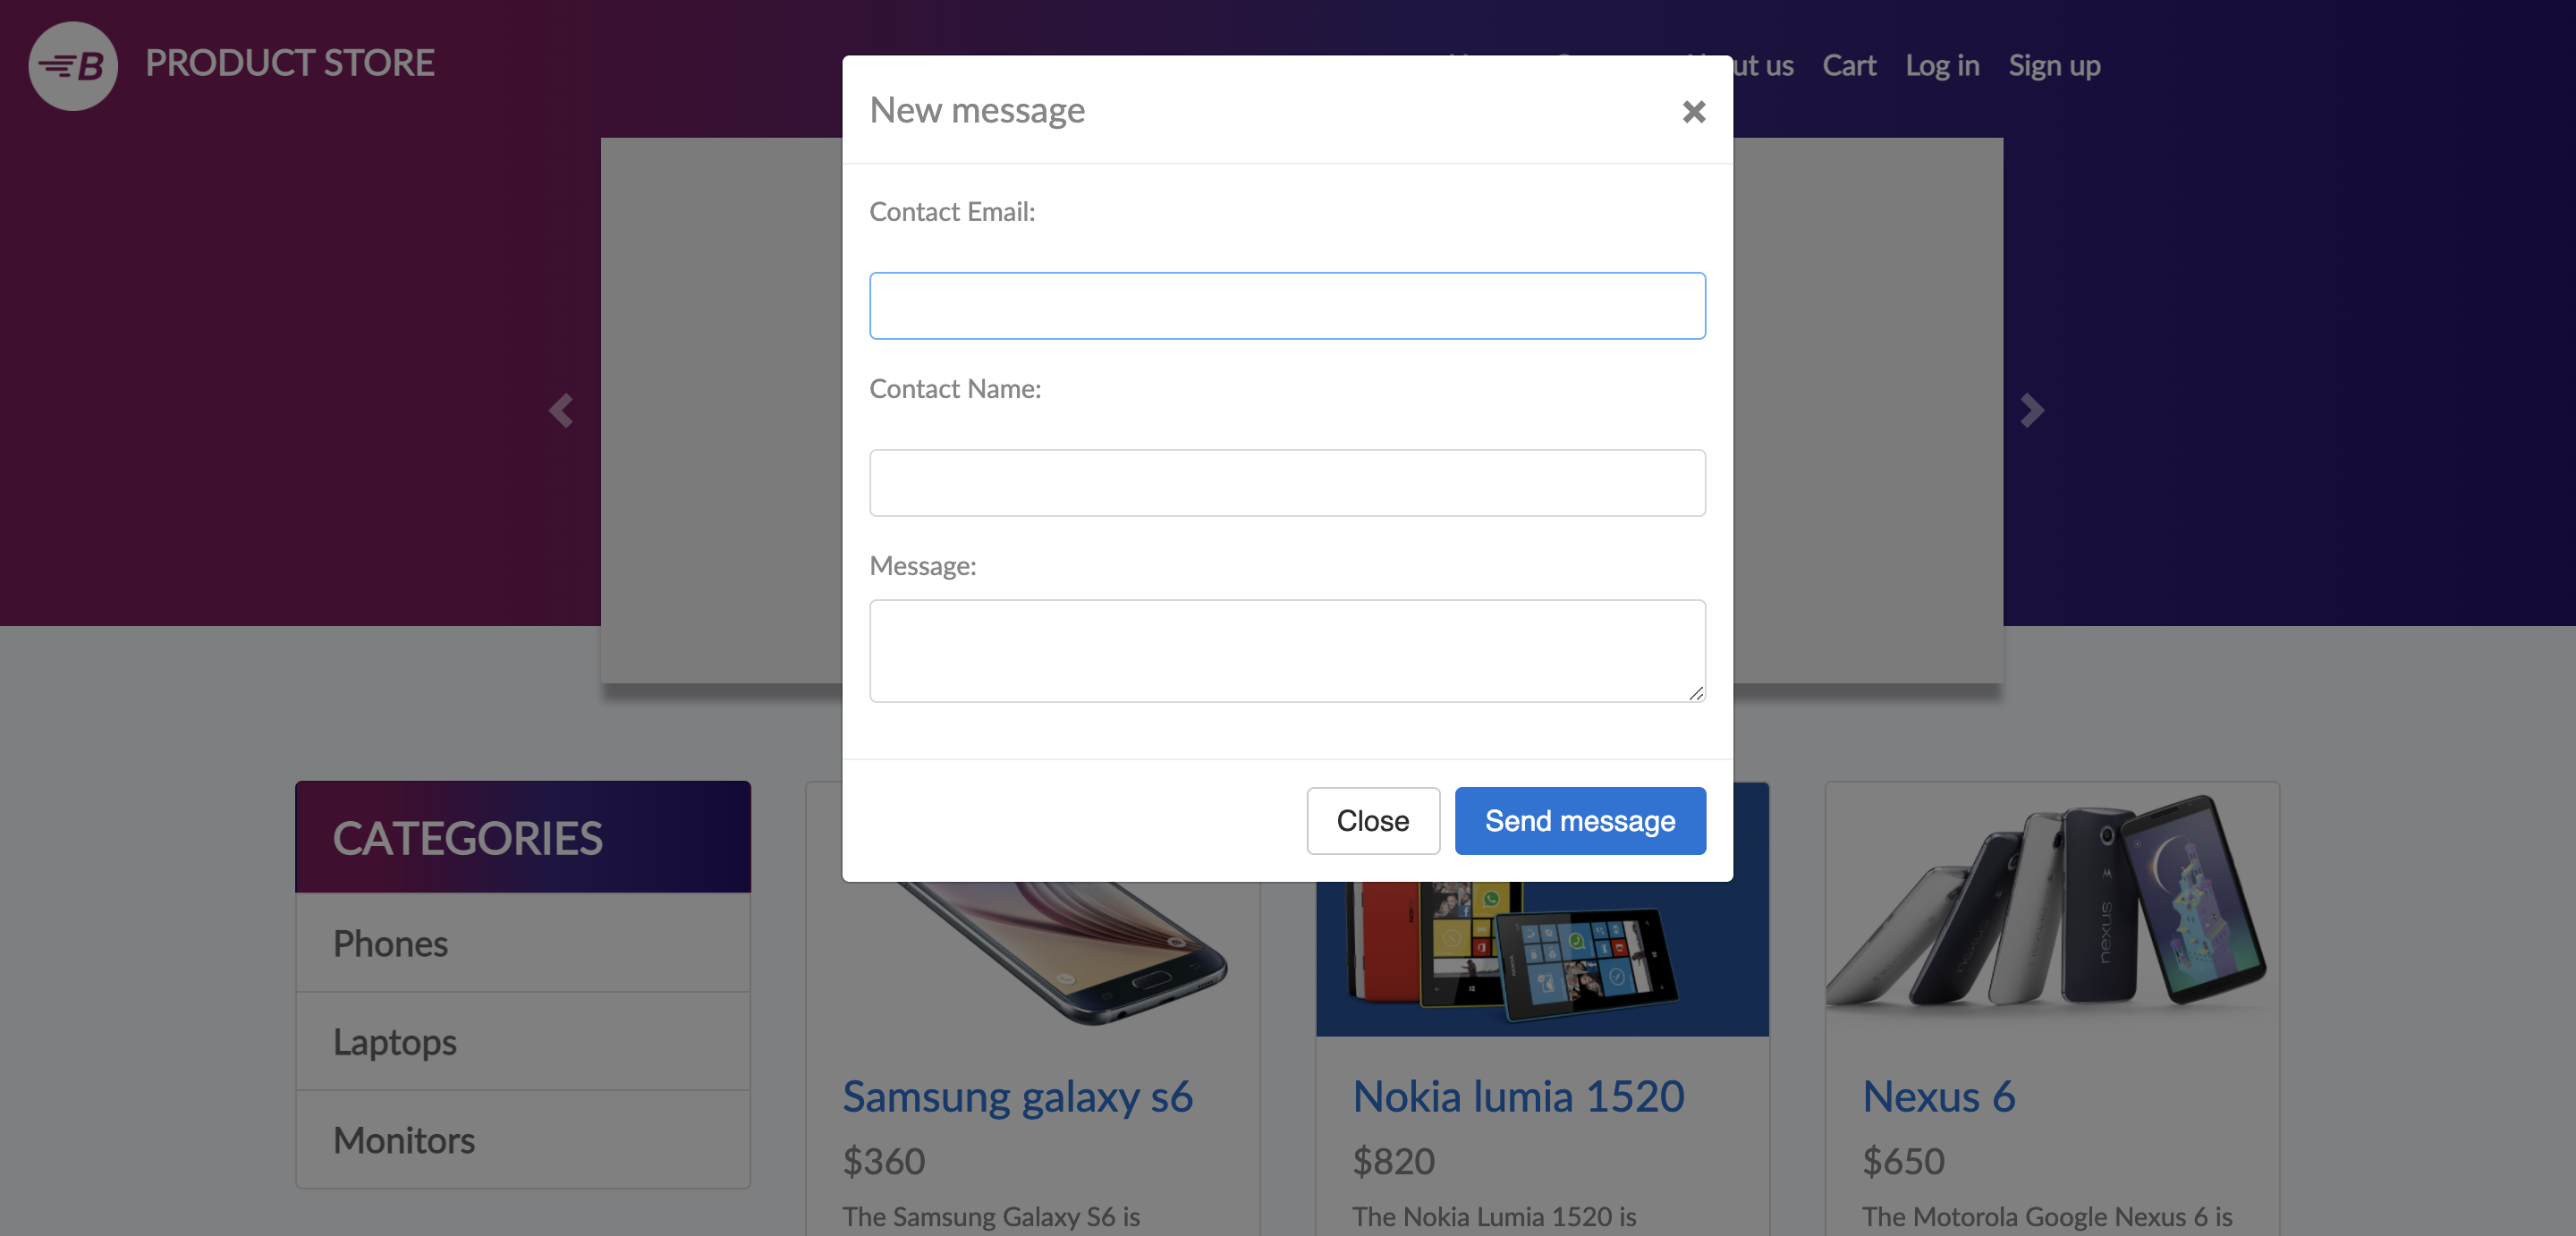 B PRODUCT STORE
ut us Cart Log in Sign up
New message
Contact Email:
Contact Name:
Message:
Close Send message
CATEGORIES
Phones
Laptops
Monitors
Samsung galaxy s6
$360
The Samsung Galaxy S6 is
Nokia lumia 1520
$820
The Nokia Lumia 1520 is
nexus
Nexus 6
$650
The Motorola Google Nexus 6 is